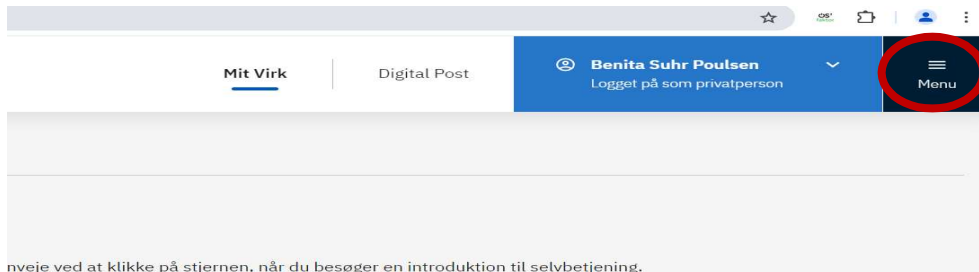 Mit Virk
Digital Post
Benita Suhr Poulsen
Logget på som privatperson
Menu
nveje ved at klikke på stjernen, når du besøger en introduktion til selvbetjening.